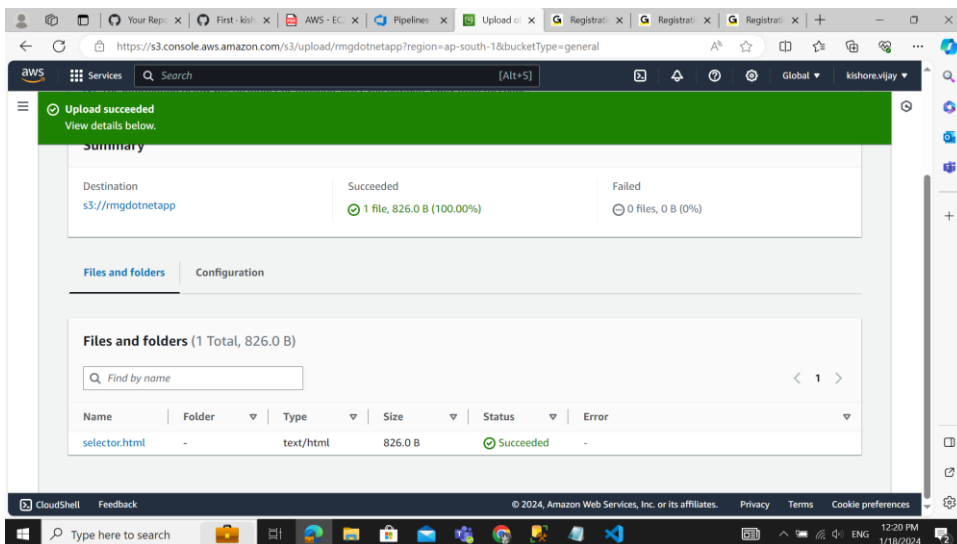 Your Repo
First - kish
AWS - EC
Pipelines
Upload ol
Registrati
Registrati
Registrati
https://s3.console.aws.amazon.com/s3/upload/rmgdotnetapp?region=ap-south-1&bucketType=general
aws
Services
Search
[Alt+S]
Global
kishore.vijay
Upload succeeded
View details below.
Summary
Destination
Succeeded
Failed
s3://rmgdotnetapp
1 file, 826.0 B (100.00%)
0 files, 0 B (0%)
Files and folders
Configuration
Files and folders (1 Total, 826.0 B)
Find by name
1
Name
Folder
Type
Size
Status
Error
selector.html
-
text/html
826.0 B
Succeeded
-
CloudShell
Feedback
© 2024, Amazon Web Services, Inc. or its affiliates.
Privacy
Terms
Cookie preferences
Type here to search
ENG
12:20 PM
1/18/2024